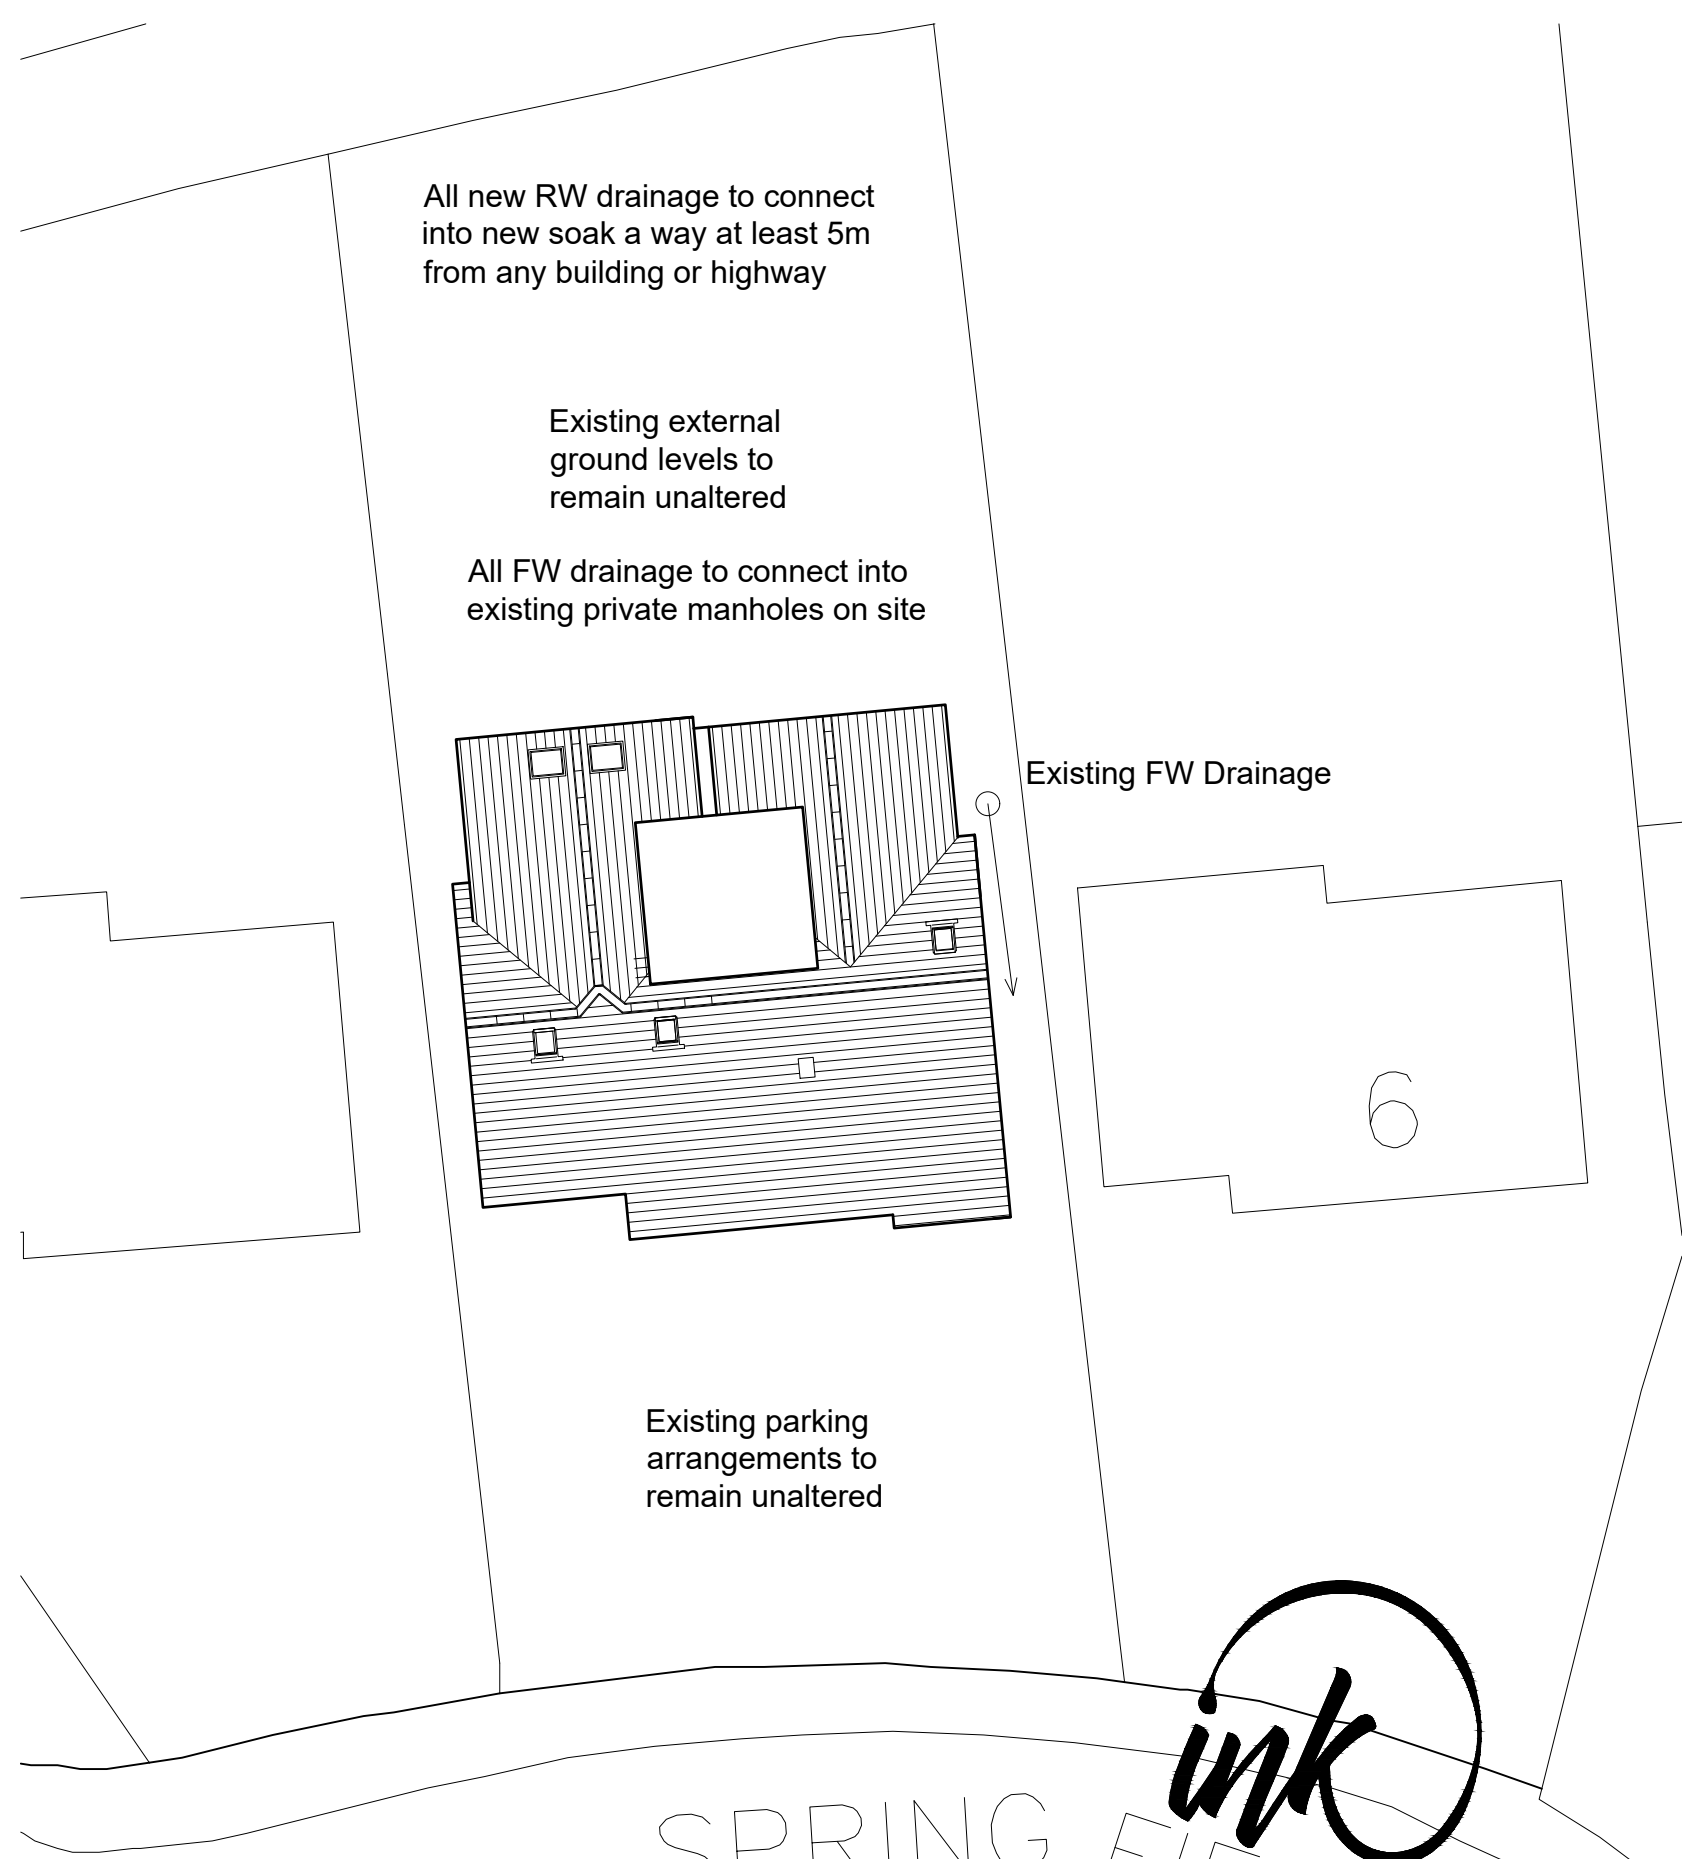 All new RW drainage to connect
into new soak a way at least 5m
from any building or highway
Existing external
ground levels to
remain unaltered
All FW drainage to connect into
existing private manholes on site
Existing FW Drainage
6
Existing parking
arrangements to
remain unaltered
ink
SPRING